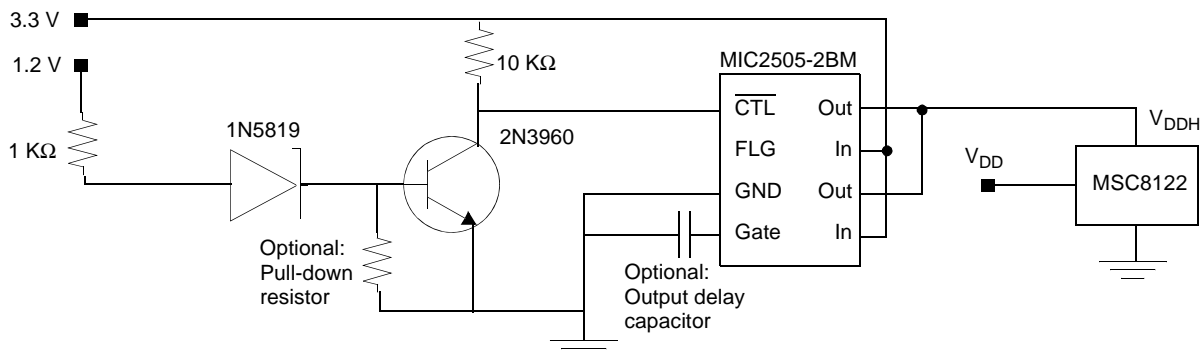 3.3 V
1.2 V
10 KΩ
MIC2505-2BM
1N5819
2N3960
1 KΩ
CTL Out
FLG In
GND Out
Gate In
V_DDH
V_DD
MSC8122
Optional:
Pull-down
resistor
Optional:
Output delay
capacitor